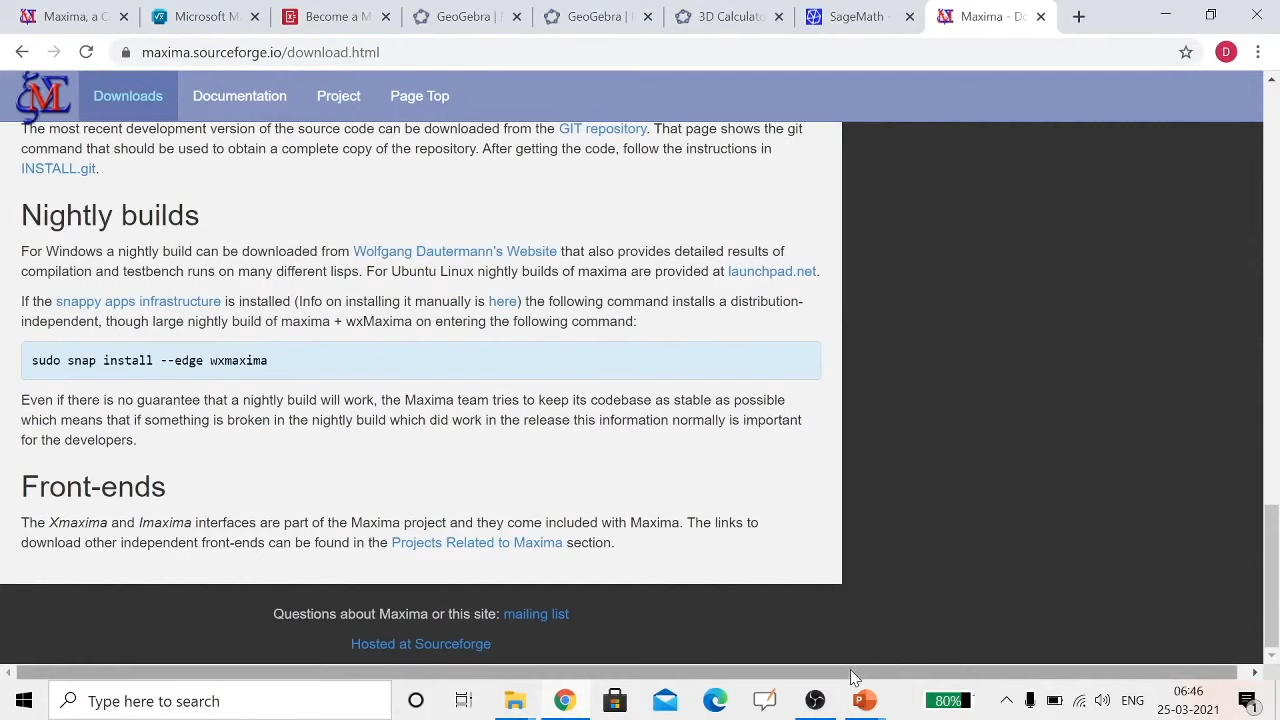 Maxima, a C
Microsoft M
Become a M
GeoGebra |
GeoGebra |
3D Calculato
SageMath -
Maxima - Do
maxima.sourceforge.io/download.html
D
Downloads Documentation Project Page Top
The most recent development version of the source code can be downloaded from the GIT repository. That page shows the git
command that should be used to obtain a complete copy of the repository. After getting the code, follow the instructions in
INSTALL.git.
Nightly builds
For Windows a nightly build can be downloaded from Wolfgang Dautermann's Website that also provides detailed results of
compilation and testbench runs on many different lisps. For Ubuntu Linux nightly builds of maxima are provided at launchpad.net.
If the snappy apps infrastructure is installed (Info on installing it manually is here) the following command installs a distribution-
independent, though large nightly build of maxima + wxMaxima on entering the following command:
sudo snap install --edge wxmaxima
Even if there is no guarantee that a nightly build will work, the Maxima team tries to keep its codebase as stable as possible
which means that if something is broken in the nightly build which did work in the release this information normally is important
for the developers.
Front-ends
The Xmaxima and Imaxima interfaces are part of the Maxima project and they come included with Maxima. The links to
download other independent front-ends can be found in the Projects Related to Maxima section.
Questions about Maxima or this site: mailing list
Hosted at Sourceforge
Type here to search
80%
ENG
06:46
25-03-2021
1